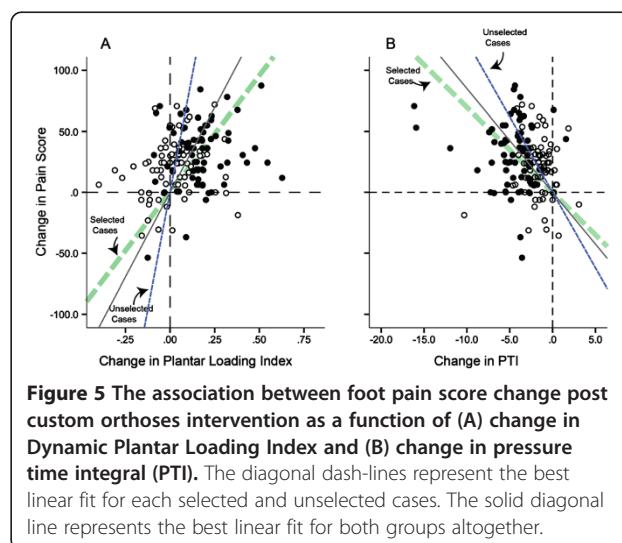 A
B
Unselected
Cases
Selected
Cases
100.0
50.0
.0
-50.0
-100.0
Change in Pain Score
Selected
Cases
Unselected
Cases
-.25 .00 .25 .50 .75
-20.0 -15.0 -10.0 -5.0 .0 5.0
Change in Plantar Loading Index
Change in PTI
Figure 5 The association between foot pain score change post
custom orthoses intervention as a function of (A) change in
Dynamic Plantar Loading Index and (B) change in pressure
time integral (PTI). The diagonal dash-lines represent the best
linear fit for each selected and unselected cases. The solid diagonal
line represents the best linear fit for both groups altogether.